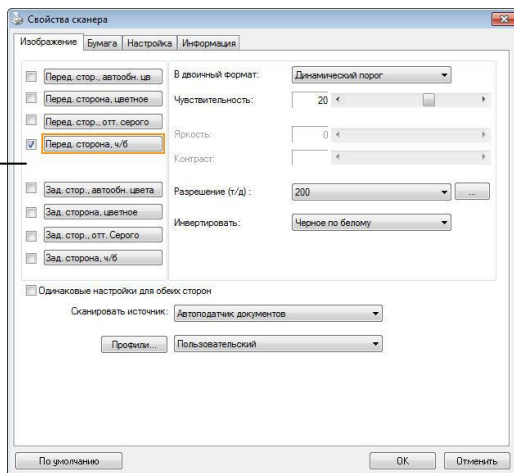 Свойства сканера
Изображение Бумага Настройка Информация
Перед. стор., автообн. цв
Перед. сторона, цветное
Перед. стор., отт. серого
Перед. сторона, ч/б
Зад. стор., автообн. цвета
Зад. сторона, цветное
Зад. стор., отт. Серого
Зад. сторона, ч/б
В двоичный формат: Динамический порог
Чувствительность: 20
Яркость: 0
Контраст:
Разрешение (т/д) : 200 ...
Инвертировать: Черное по белому
Одинаковые настройки для обеих сторон
Сканировать источник: Автоподатчик документов
Профили... Пользовательский
По умолчанию OK Отменить